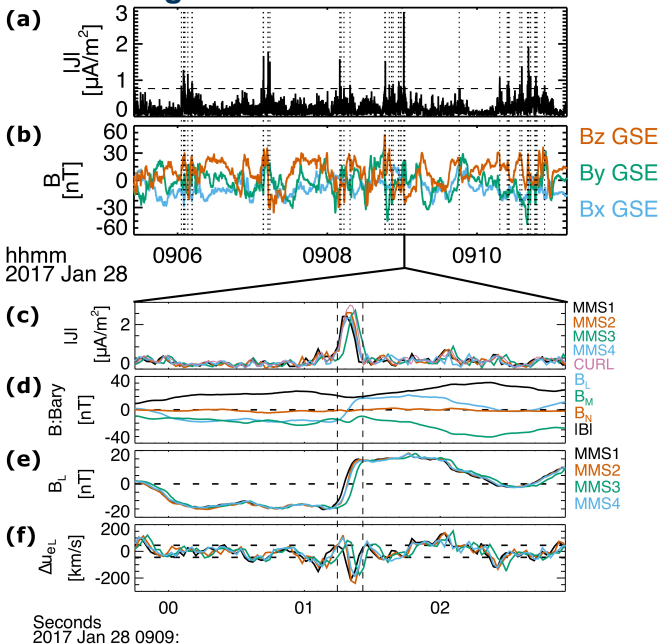 (a)
|J|
[μA/m²]
3
2
1
0
(b)
B
[nT]
60
30
0
-30
-60
Bz GSE
By GSE
Bx GSE
hhmm
2017 Jan 28
0906
0908
0910
(c)
|J|
[μA/m²]
2
0
MMS1
MMS2
MMS3
MMS4
CURL
(d)
B:Bary
[nT]
40
0
-40
B_L
B_M
B_N
|B|
(e)
B_L
[nT]
20
0
-20
MMS1
MMS2
MMS3
MMS4
(f)
Δu_eL
[km/s]
200
0
-200
00
01
02
Seconds
2017 Jan 28 0909: